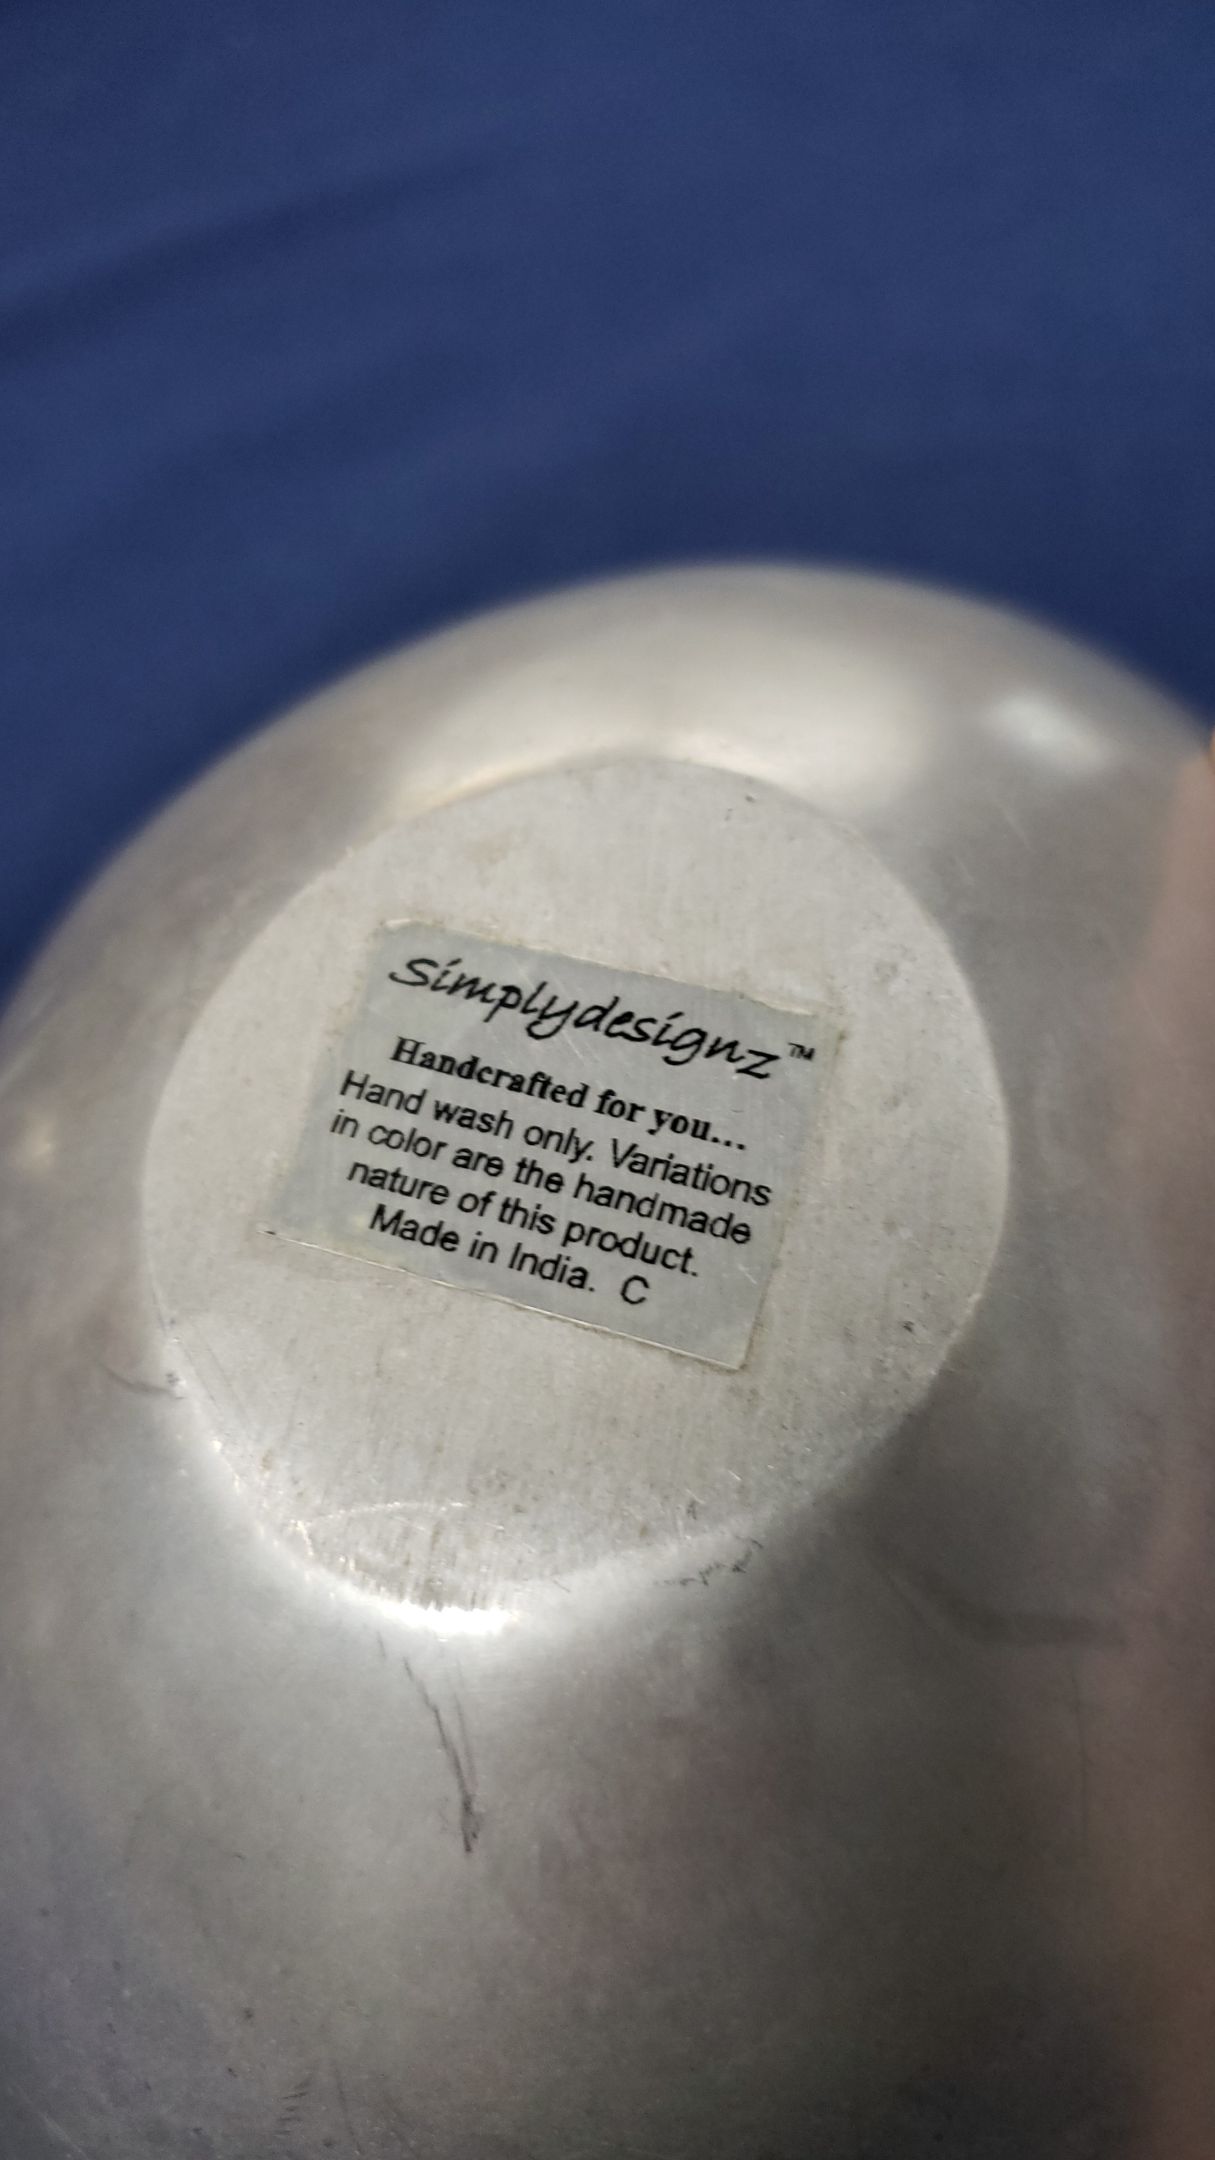 Simplydesignz™
Handcrafted for you...
Hand wash only. Variations
in color are the handmade
nature of this product.
Made in India. C